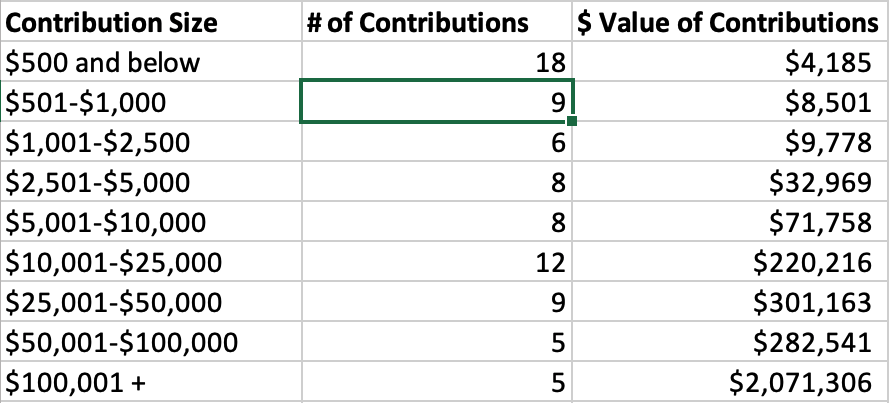 Contribution Size # of Contributions $ Value of Contributions
$500 and below 18 $4,185
$501-$1,000 9 $8,501
$1,001-$2,500 6 $9,778
$2,501-$5,000 8 $32,969
$5,001-$10,000 8 $71,758
$10,001-$25,000 12 $220,216
$25,001-$50,000 9 $301,163
$50,001-$100,000 5 $282,541
$100,001 + 5 $2,071,306